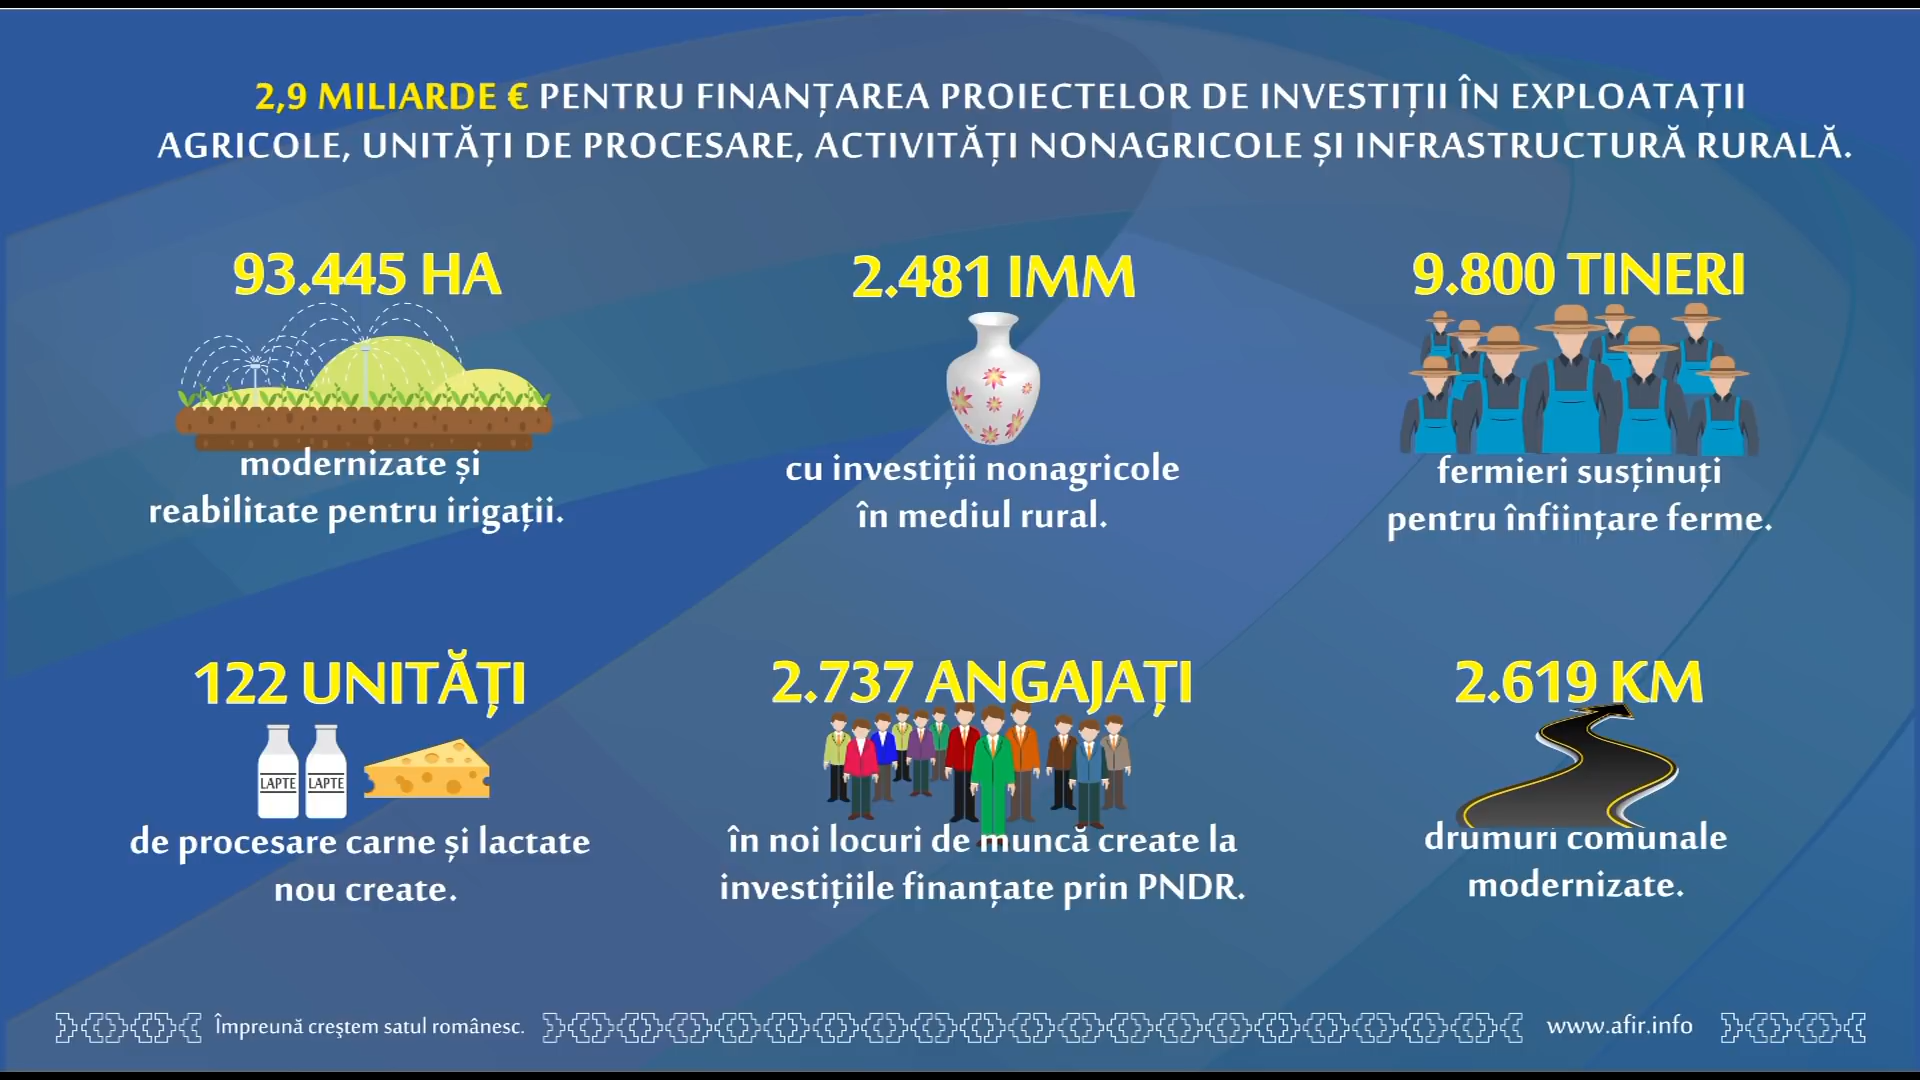 2,9 MILIARDE € PENTRU FINANȚAREA PROIECTELOR DE INVESTIȚII ÎN EXPLOATAȚII
AGRICOLE, UNITĂȚI DE PROCESARE, ACTIVITĂȚI NONAGRICOLE ȘI INFRASTRUCTURĂ RURALĂ.
93.445 HA
modernizate și
reabilitate pentru irigații.
2.481 IMM
cu investiții nonagricole
în mediul rural.
9.800 TINERI
fermieri susținuți
pentru înființare ferme.
122 UNITĂȚI
LAPTE LAPTE
de procesare carne și lactate
nou create.
2.737 ANGAJAȚI
în noi locuri de muncă create la
investițiile finanțate prin PNDR.
2.619 KM
drumuri comunale
modernizate.
Împreună creştem satul românesc. www.afir.info